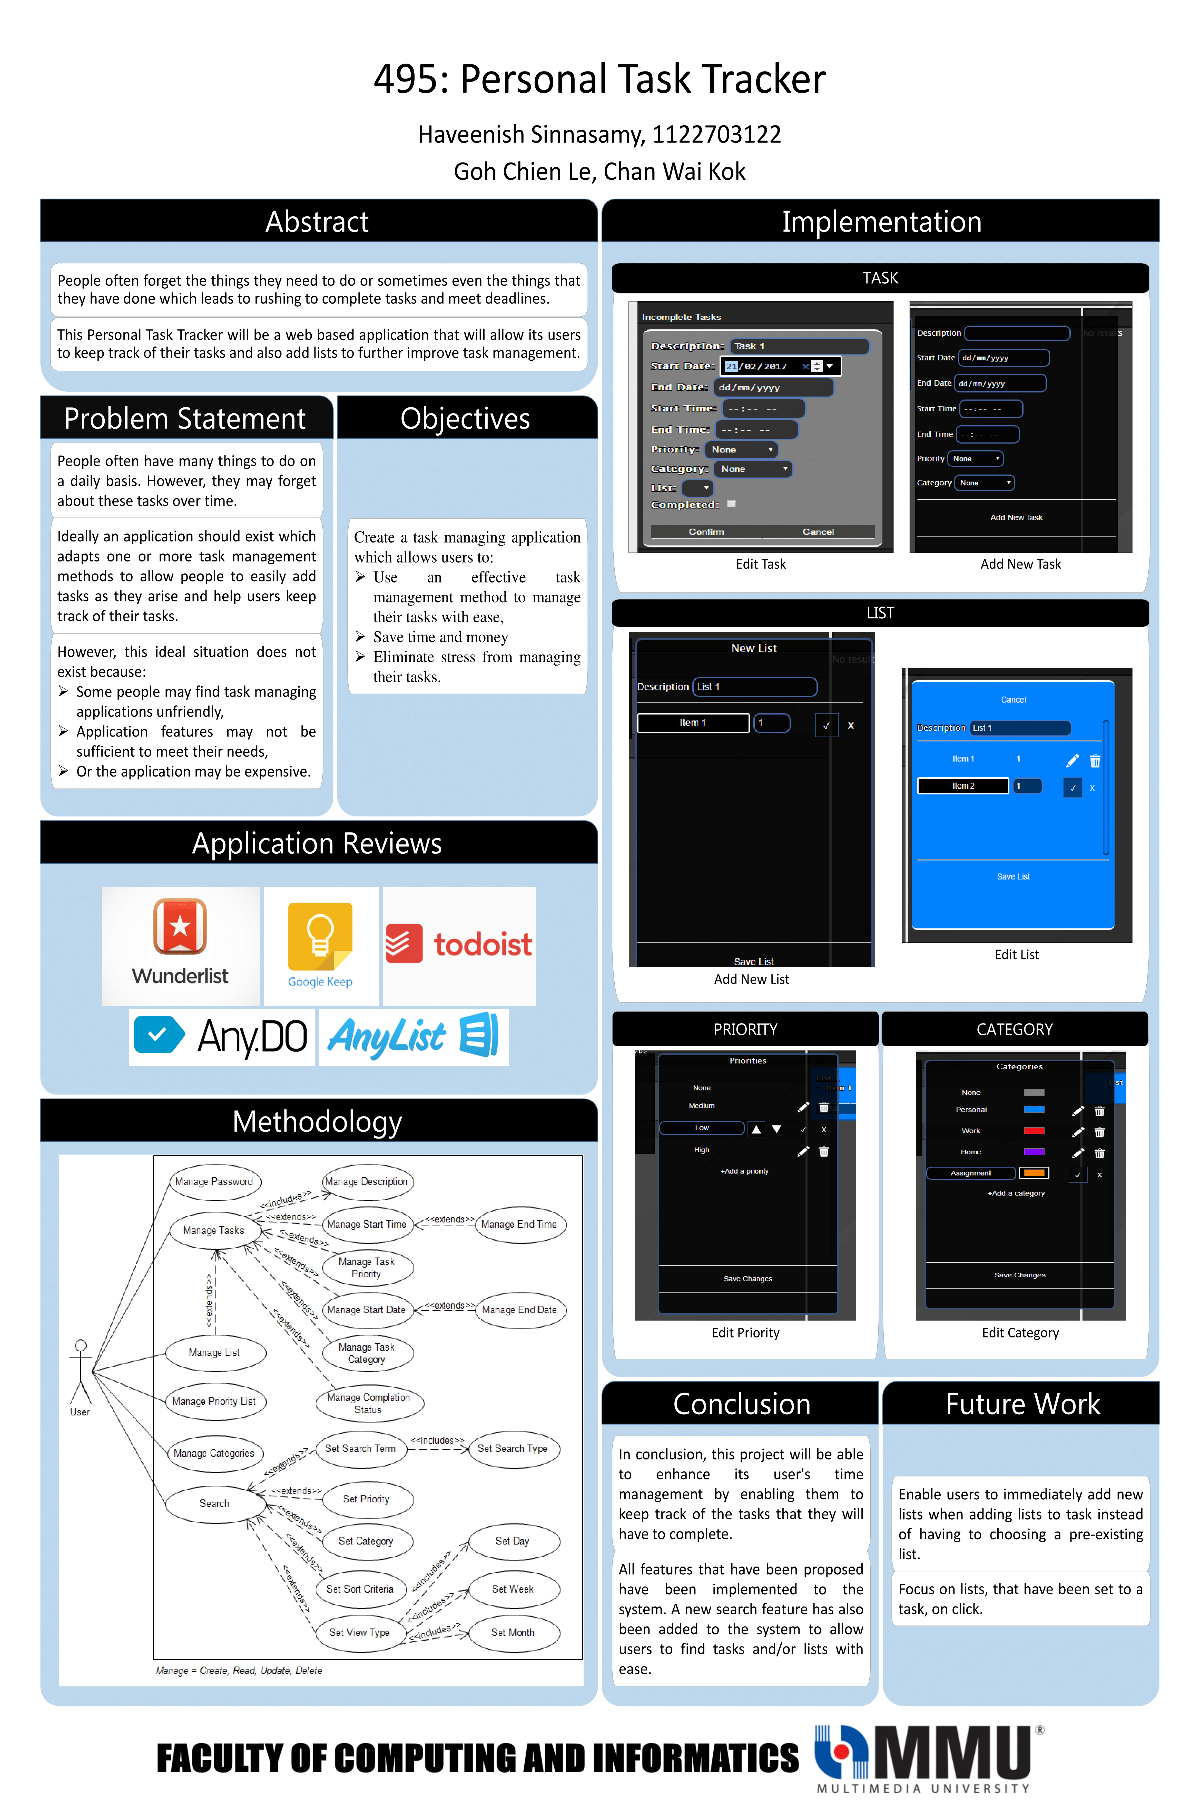 495: Personal Task Tracker
Haveenish Sinnasamy, 1122703122
Goh Chien Le, Chan Wai Kok
Abstract
People often forget the things they need to do or sometimes even the things that
they have done which leads to rushing to complete tasks and meet deadlines.
This Personal Task Tracker will be a web based application that will allow its users
to keep track of their tasks and also add lists to further improve task management.
Problem Statement
People often have many things to do on
a daily basis. However, they may forget
about these tasks over time.
Ideally an application should exist which
adapts one or more task management
methods to allow people to easily add
tasks as they arise and help users keep
track of their tasks.
However, this ideal situation does not
exist because:
➢ Some people may find task managing
applications unfriendly,
➢ Application features may not be
sufficient to meet their needs,
➢ Or the application may be expensive.
Objectives
Create a task managing application
which allows users to:
➢ Use an effective task
management method to manage
their tasks with ease,
➢ Save time and money
➢ Eliminate stress from managing
their tasks.
Application Reviews
Wunderlist
Google Keep
todoist
Any.DO
AnyList
Methodology
Manage Password
Manage Description
<<includes>>
Manage Tasks
<<extends>>
Manage Start Time
<<extends>>
Manage End Time
<<extends>>
Manage Task
Priority
<<extends>>
Manage Start Date
<<extends>>
Manage End Date
<<extends>>
<<extends>>
<<extends>>
Manage List
Manage Task
Category
User
Manage Priority List
Manage Completion
Status
Manage Categories
Set Search Term
<<includes>>
Set Search Type
<<extends>>
Search
<<extends>>
Set Priority
<<extends>>
Set Category
Set Day
<<extends>>
Set Sort Criteria
<<includes>>
Set Week
<<includes>>
Set View Type
<<includes>>
Set Month
Manage = Create, Read, Update, Delete
Implementation
TASK
Incomplete Tasks
Description: Task 1
Start Date: 21/02/2017 x
End Date: dd/mm/yyyy
Start Time: --:-- --
End Time: --:-- --
Priority: None
Category: None
List:
Completed:
Confirm Cancel
Edit Task
Description
No results
Start Date dd/mm/yyyy
End Date dd/mm/yyyy
Start Time --:-- --
End Time --:-- --
Priority None
Category None
Add New Task
Add New Task
LIST
New List
No result
Description List 1
Item 1 1 ✓ X
Save List
Add New List
Cancel
Description List 1
Item 1 1
Item 2 1 ✓ X
Save List
Edit List
PRIORITY
Priorities
None
Medium
Low ✓ X
High
+Add a priority
Item 1
Save Changes
Edit Priority
CATEGORY
Categories
None
Personal
Work
Home
Assignment ✓ x
+Add a category
List
Save Changes
Edit Category
Conclusion
In conclusion, this project will be able
to enhance its user's time
management by enabling them to
keep track of the tasks that they will
have to complete.
All features that have been proposed
have been implemented to the
system. A new search feature has also
been added to the system to allow
users to find tasks and/or lists with
ease.
Future Work
Enable users to immediately add new
lists when adding lists to task instead
of having to choosing a pre-existing
list.
Focus on lists, that have been set to a
task, on click.
FACULTY OF COMPUTING AND INFORMATICS
MMU®
MULTIMEDIA UNIVERSITY